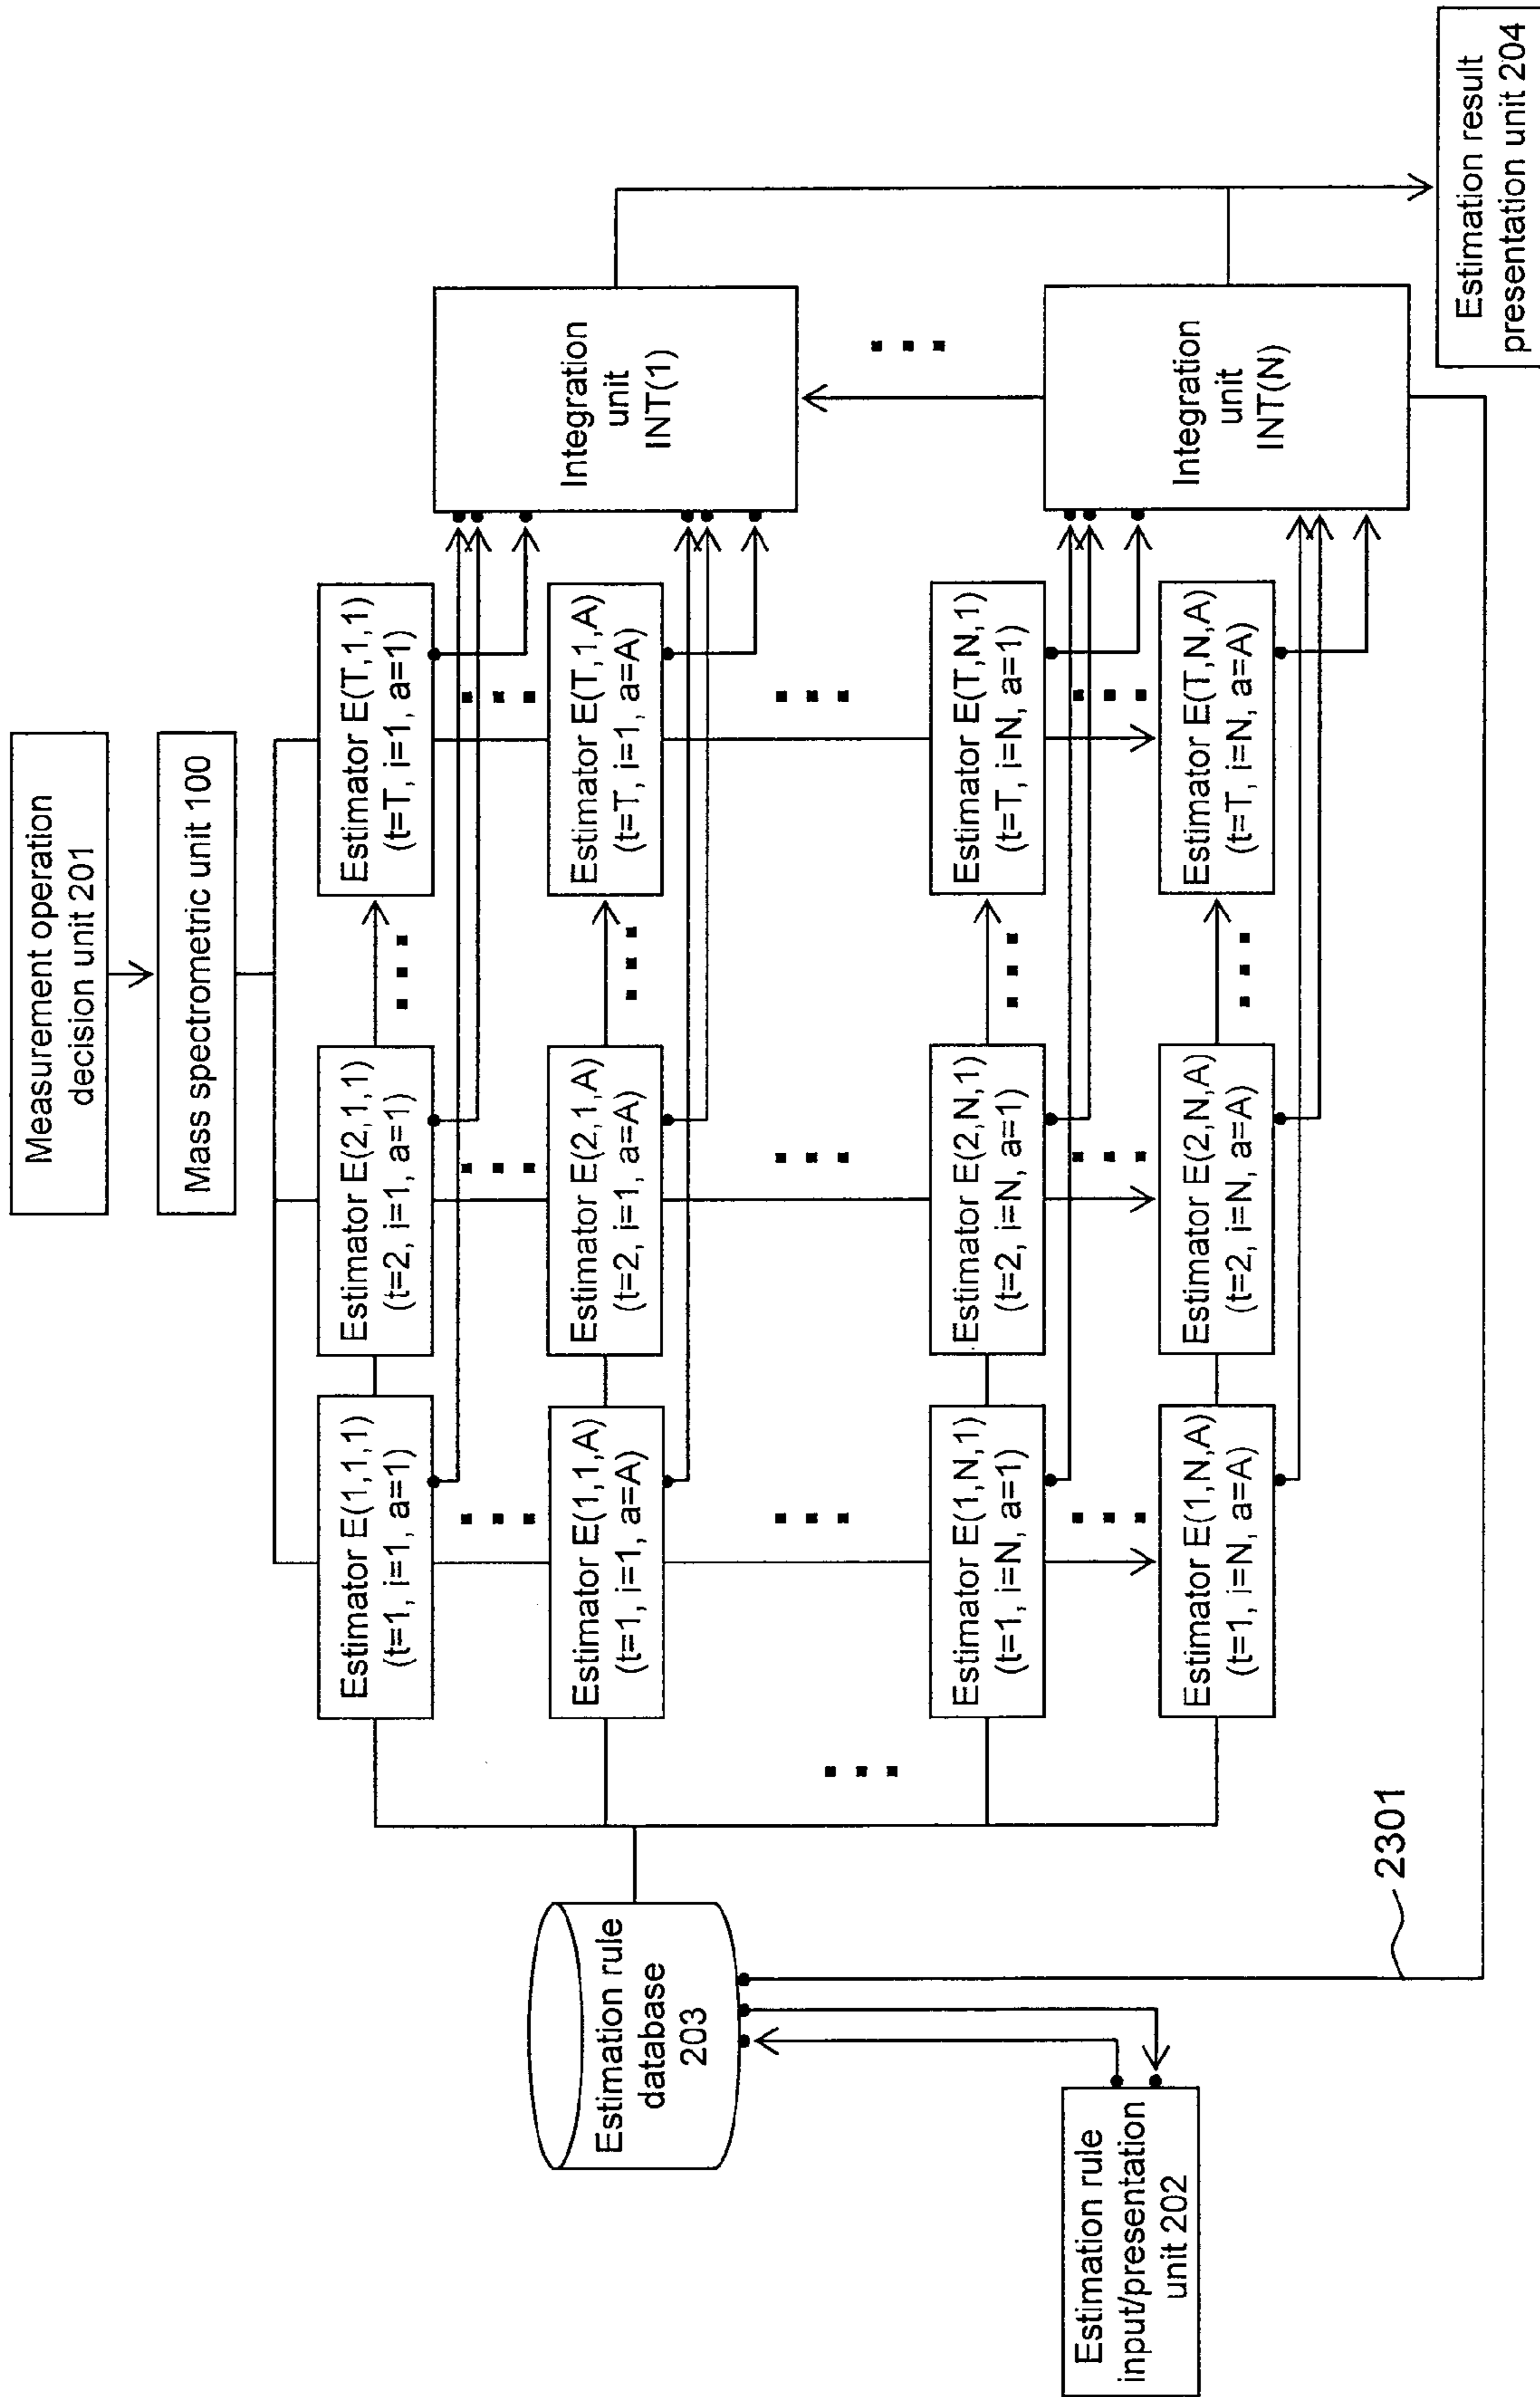 Measurement operation
decision unit 201
Mass spectrometric unit 100
Estimator E(1,1,1)
(t=1, i=1, a=1)
Estimator E(2,1,1)
(t=2, i=1, a=1)
Estimator E(T,1,1)
(t=T, i=1, a=1)
Estimator E(1,1,A)
(t=1, i=1, a=A)
Estimator E(2,1,A)
(t=2, i=1, a=A)
Estimator E(T,1,A)
(t=T, i=1, a=A)
Integration
unit
INT(1)
Estimation rule
database
203
Estimator E(1,N,1)
(t=1, i=N, a=1)
Estimator E(2,N,1)
(t=2, i=N, a=1)
Estimator E(T,N,1)
(t=T, i=N, a=1)
Estimator E(1,N,A)
(t=1, i=N, a=A)
Estimator E(2,N,A)
(t=2, i=N, a=A)
Estimator E(T,N,A)
(t=T, i=N, a=A)
Integration
unit
INT(N)
Estimation rule
input/presentation
unit 202
2301
Estimation result
presentation unit 204